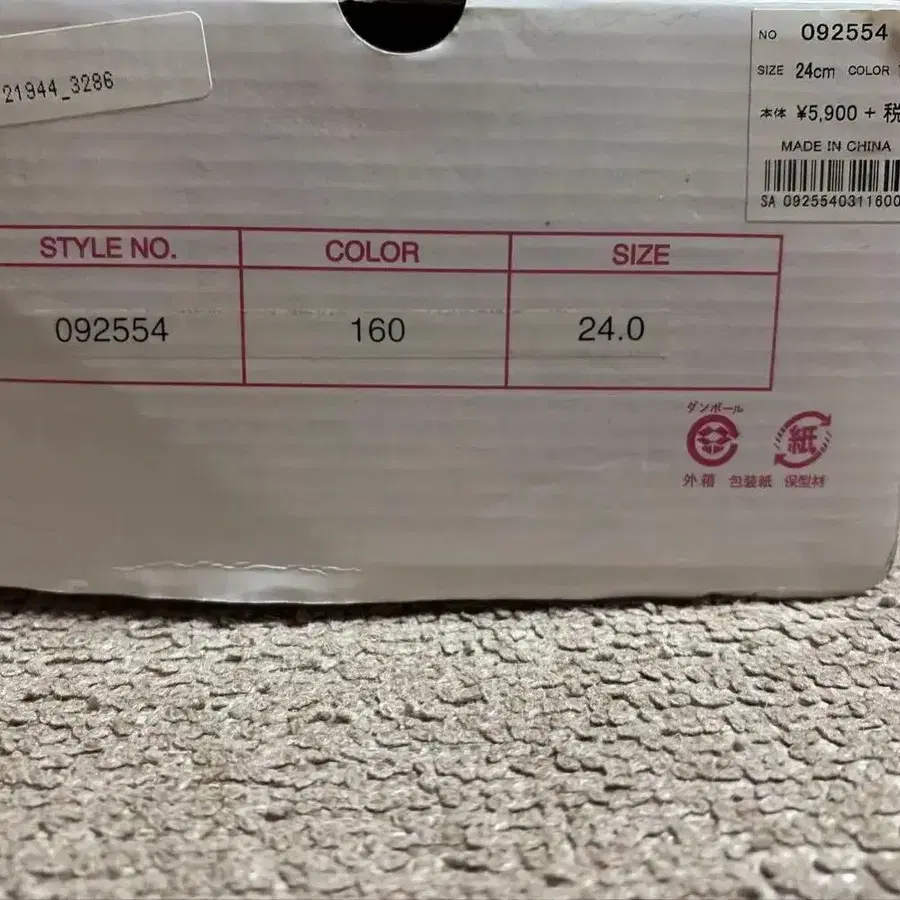 21944_3286
NO 092554
SIZE 24cm COLOR
本体 ¥5,900 + 税
MADE IN CHINA
SA 0925540311600
STYLE NO. COLOR SIZE
092554 160 24.0
ダンボール
紙
外箱 包装紙 保型材